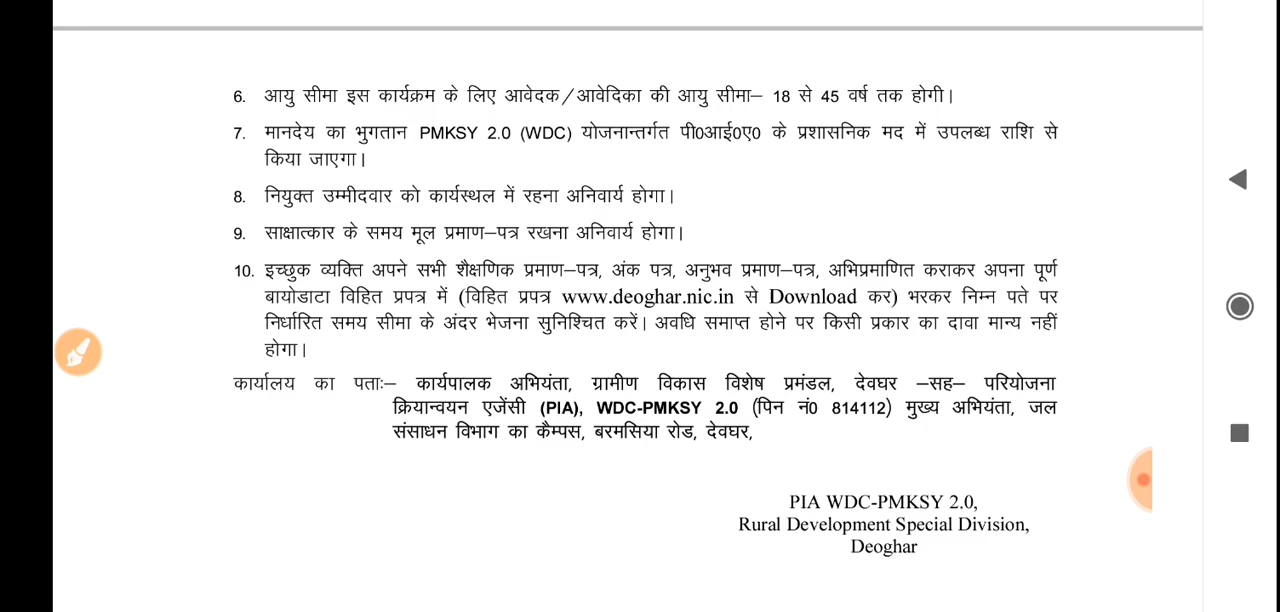 6. आयु सीमा इस कार्यक्रम के लिए आवेदक/आवेदिका की आयु सीमा– 18 से 45 वर्ष तक होगी।
7. मानदेय का भुगतान PMKSY 2.0 (WDC) योजनान्तर्गत पी0आई0ए0 के प्रशासनिक मद में उपलब्ध राशि से
किया जाएगा।
8. नियुक्त उम्मीदवार को कार्यस्थल में रहना अनिवार्य होगा।
9. साक्षात्कार के समय मूल प्रमाण–पत्र रखना अनिवार्य होगा।
10. इच्छुक व्यक्ति अपने सभी शैक्षणिक प्रमाण–पत्र, अंक पत्र, अनुभव प्रमाण–पत्र, अभिप्रमाणित कराकर अपना पूर्ण
बायोडाटा विहित प्रपत्र में (विहित प्रपत्र www.deoghar.nic.in से Download कर) भरकर निम्न पते पर
निर्धारित समय सीमा के अंदर भेजना सुनिश्चित करें। अवधि समाप्त होने पर किसी प्रकार का दावा मान्य नहीं
होगा।
कार्यालय का पताः– कार्यपालक अभियंता, ग्रामीण विकास विशेष प्रमंडल, देवघर –सह– परियोजना
क्रियान्वयन एजेंसी (PIA), WDC-PMKSY 2.0 (पिन नं0 814112) मुख्य अभियंता, जल
संसाधन विभाग का कैम्पस, बरमसिया रोड, देवघर,
PIA WDC-PMKSY 2.0,
Rural Development Special Division,
Deoghar